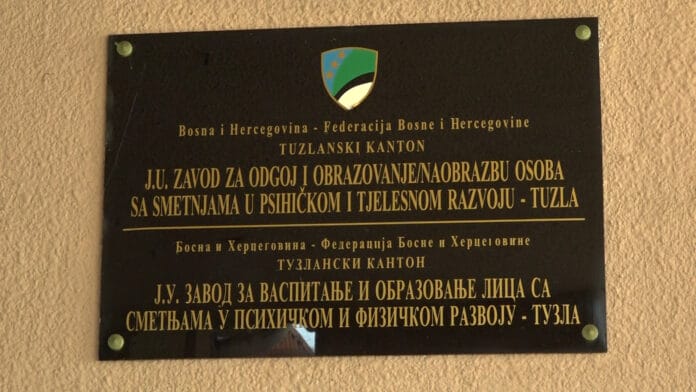 Bosna i Hercegovina - Federacija Bosne i Hercegovine
TUZLANSKI KANTON
J.U. ZAVOD ZA ODGOJ I OBRAZOVANJE/NAOBRAZBU OSOBA
SA SMETNJAMA U PSIHIČKOM I TJELESNOM RAZVOJU - TUZLA
Босна и Херцеговина - Федерација Босне и Херцеговине
ТУЗЛАНСКИ КАНТОН
Ј.У. ЗАВОД ЗА ВАСПИТАЊЕ И ОБРАЗОВАЊЕ ЛИЦА СА
СМЕТЊАМА У ПСИХИЧКОМ И ФИЗИЧКОМ РАЗВОЈУ - ТУЗЛА